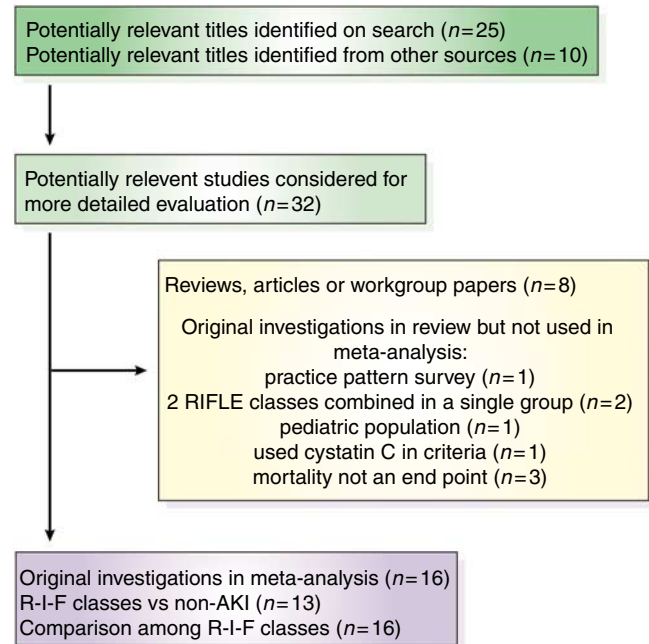 Potentially relevant titles identified on search (n=25)
Potentially relevant titles identified from other sources (n=10)
Potentially relevent studies considered for
more detailed evaluation (n=32)
Reviews, articles or workgroup papers (n=8)
Original investigations in review but not used in
meta-analysis:
practice pattern survey (n=1)
2 RIFLE classes combined in a single group (n=2)
pediatric population (n=1)
used cystatin C in criteria (n=1)
mortality not an end point (n=3)
Original investigations in meta-analysis (n=16)
R-I-F classes vs non-AKI (n=13)
Comparison among R-I-F classes (n=16)